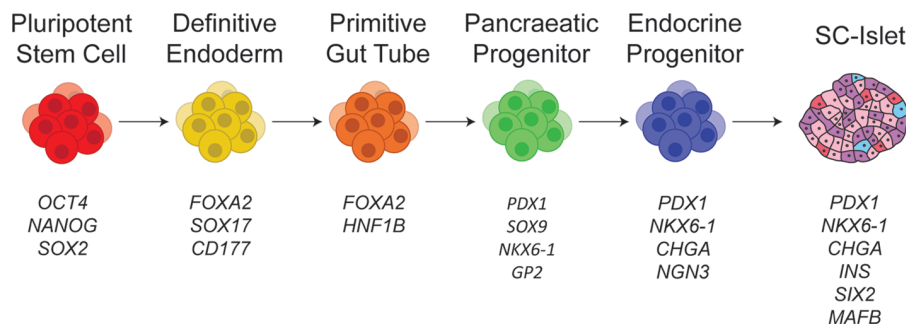 Pluripotent
Stem Cell
Definitive
Endoderm
Primitive
Gut Tube
Pancraeatic
Progenitor
Endocrine
Progenitor
SC-Islet
OCT4
NANOG
SOX2
FOXA2
SOX17
CD177
FOXA2
HNF1B
PDX1
SOX9
NKX6-1
GP2
PDX1
NKX6-1
CHGA
NGN3
PDX1
NKX6-1
CHGA
INS
SIX2
MAFB